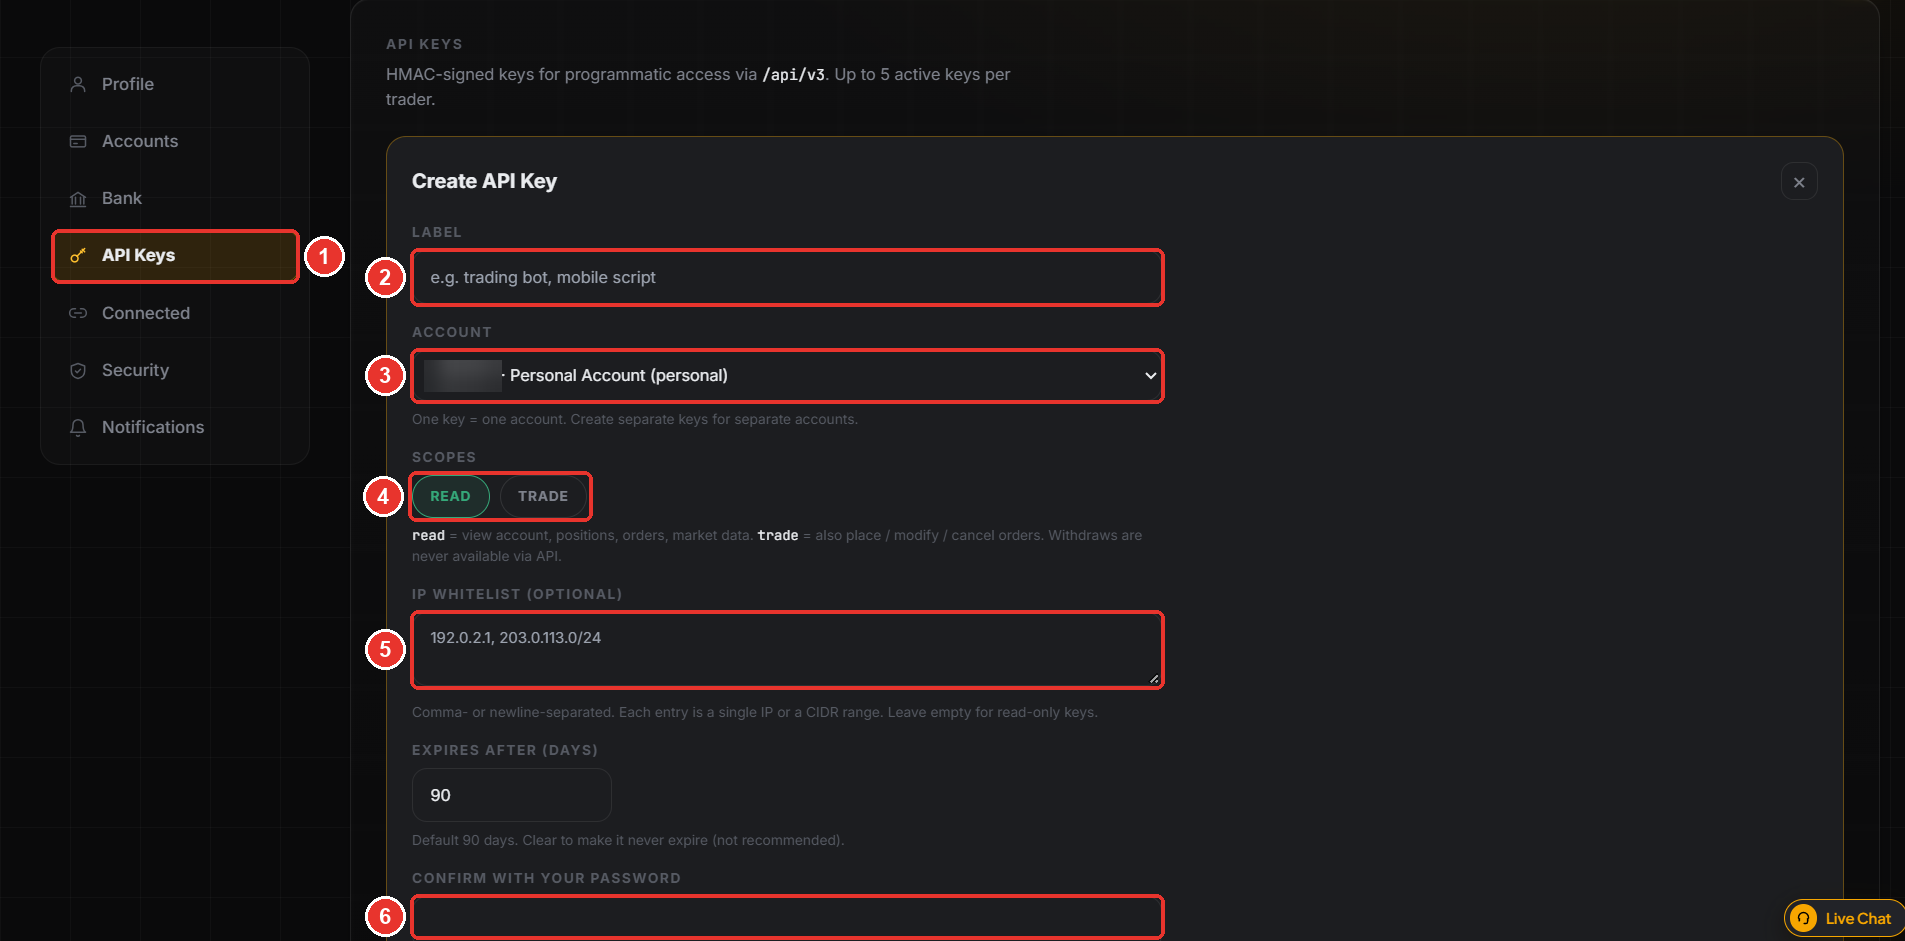 Profile
Accounts
Bank
API Keys
1
Connected
Security
Notifications
API KEYS
HMAC-signed keys for programmatic access via /api/v3. Up to 5 active keys per
trader.
Create API Key
LABEL
2
e.g. trading bot, mobile script
ACCOUNT
3
- Personal Account (personal)
One key = one account. Create separate keys for separate accounts.
SCOPES
4
READ TRADE
read = view account, positions, orders, market data. trade = also place / modify / cancel orders. Withdraws are
never available via API.
IP WHITELIST (OPTIONAL)
5
192.0.2.1, 203.0.113.0/24
Comma- or newline-separated. Each entry is a single IP or a CIDR range. Leave empty for read-only keys.
EXPIRES AFTER (DAYS)
90
Default 90 days. Clear to make it never expire (not recommended).
CONFIRM WITH YOUR PASSWORD
6
Live Chat